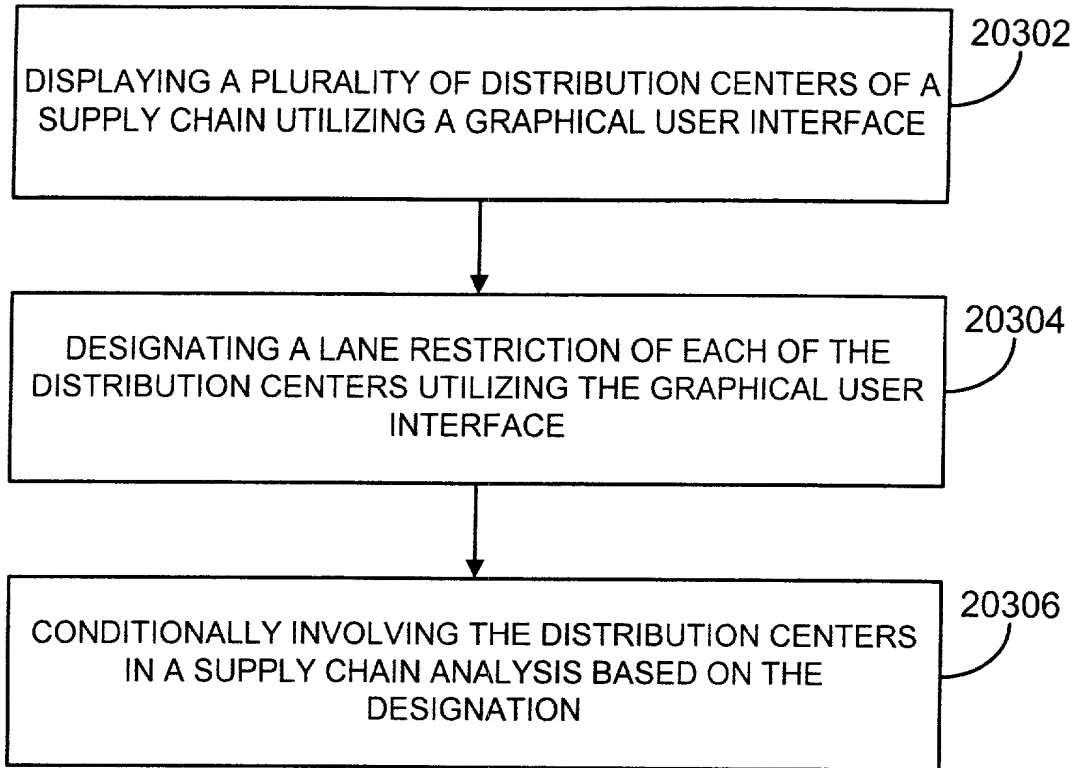 20302
DISPLAYING A PLURALITY OF DISTRIBUTION CENTERS OF A
SUPPLY CHAIN UTILIZING A GRAPHICAL USER INTERFACE
20304
DESIGNATING A LANE RESTRICTION OF EACH OF THE
DISTRIBUTION CENTERS UTILIZING THE GRAPHICAL USER
INTERFACE
20306
CONDITIONALLY INVOLVING THE DISTRIBUTION CENTERS
IN A SUPPLY CHAIN ANALYSIS BASED ON THE
DESIGNATION